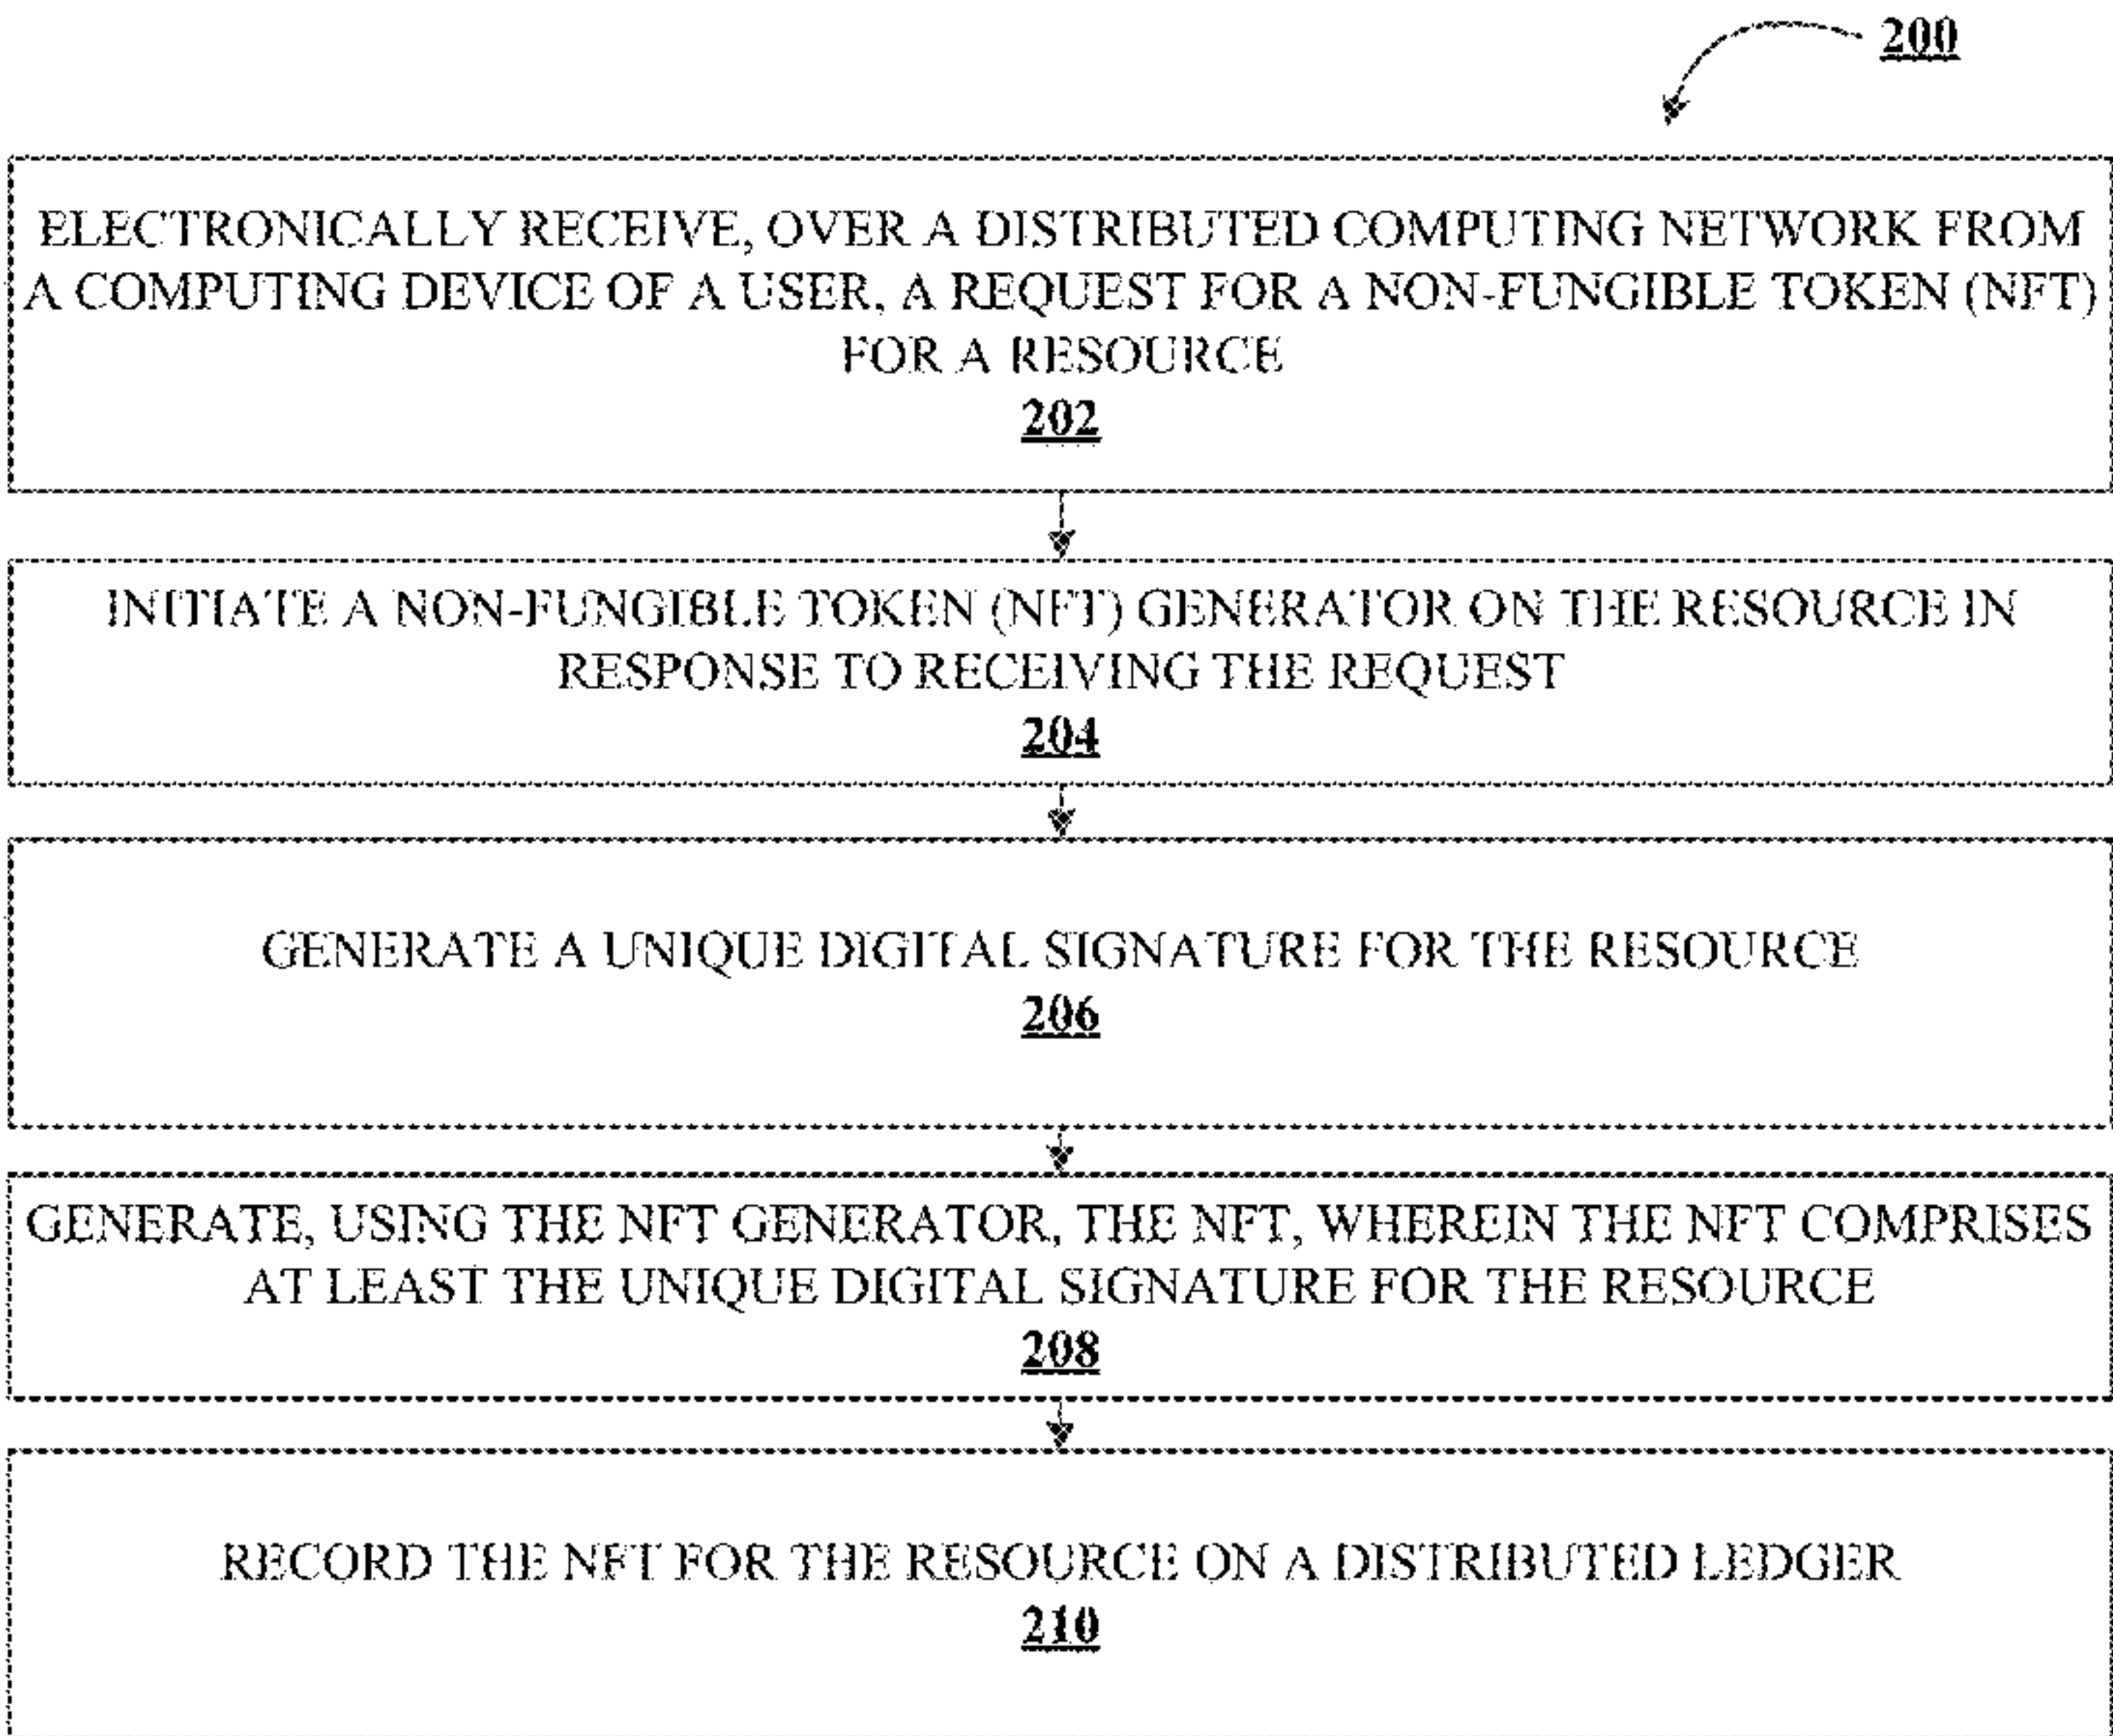 200
ELECTRONICALLY RECEIVE, OVER A DISTRIBUTED COMPUTING NETWORK FROM
A COMPUTING DEVICE OF A USER, A REQUEST FOR A NON-FUNGIBLE TOKEN (NFT)
FOR A RESOURCE
202
INITIATE A NON-FUNGIBLE TOKEN (NFT) GENERATOR ON THE RESOURCE IN
RESPONSE TO RECEIVING THE REQUEST
204
GENERATE A UNIQUE DIGITAL SIGNATURE FOR THE RESOURCE
206
GENERATE, USING THE NFT GENERATOR, THE NFT, WHEREIN THE NFT COMPRISES
AT LEAST THE UNIQUE DIGITAL SIGNATURE FOR THE RESOURCE
208
RECORD THE NFT FOR THE RESOURCE ON A DISTRIBUTED LEDGER
210